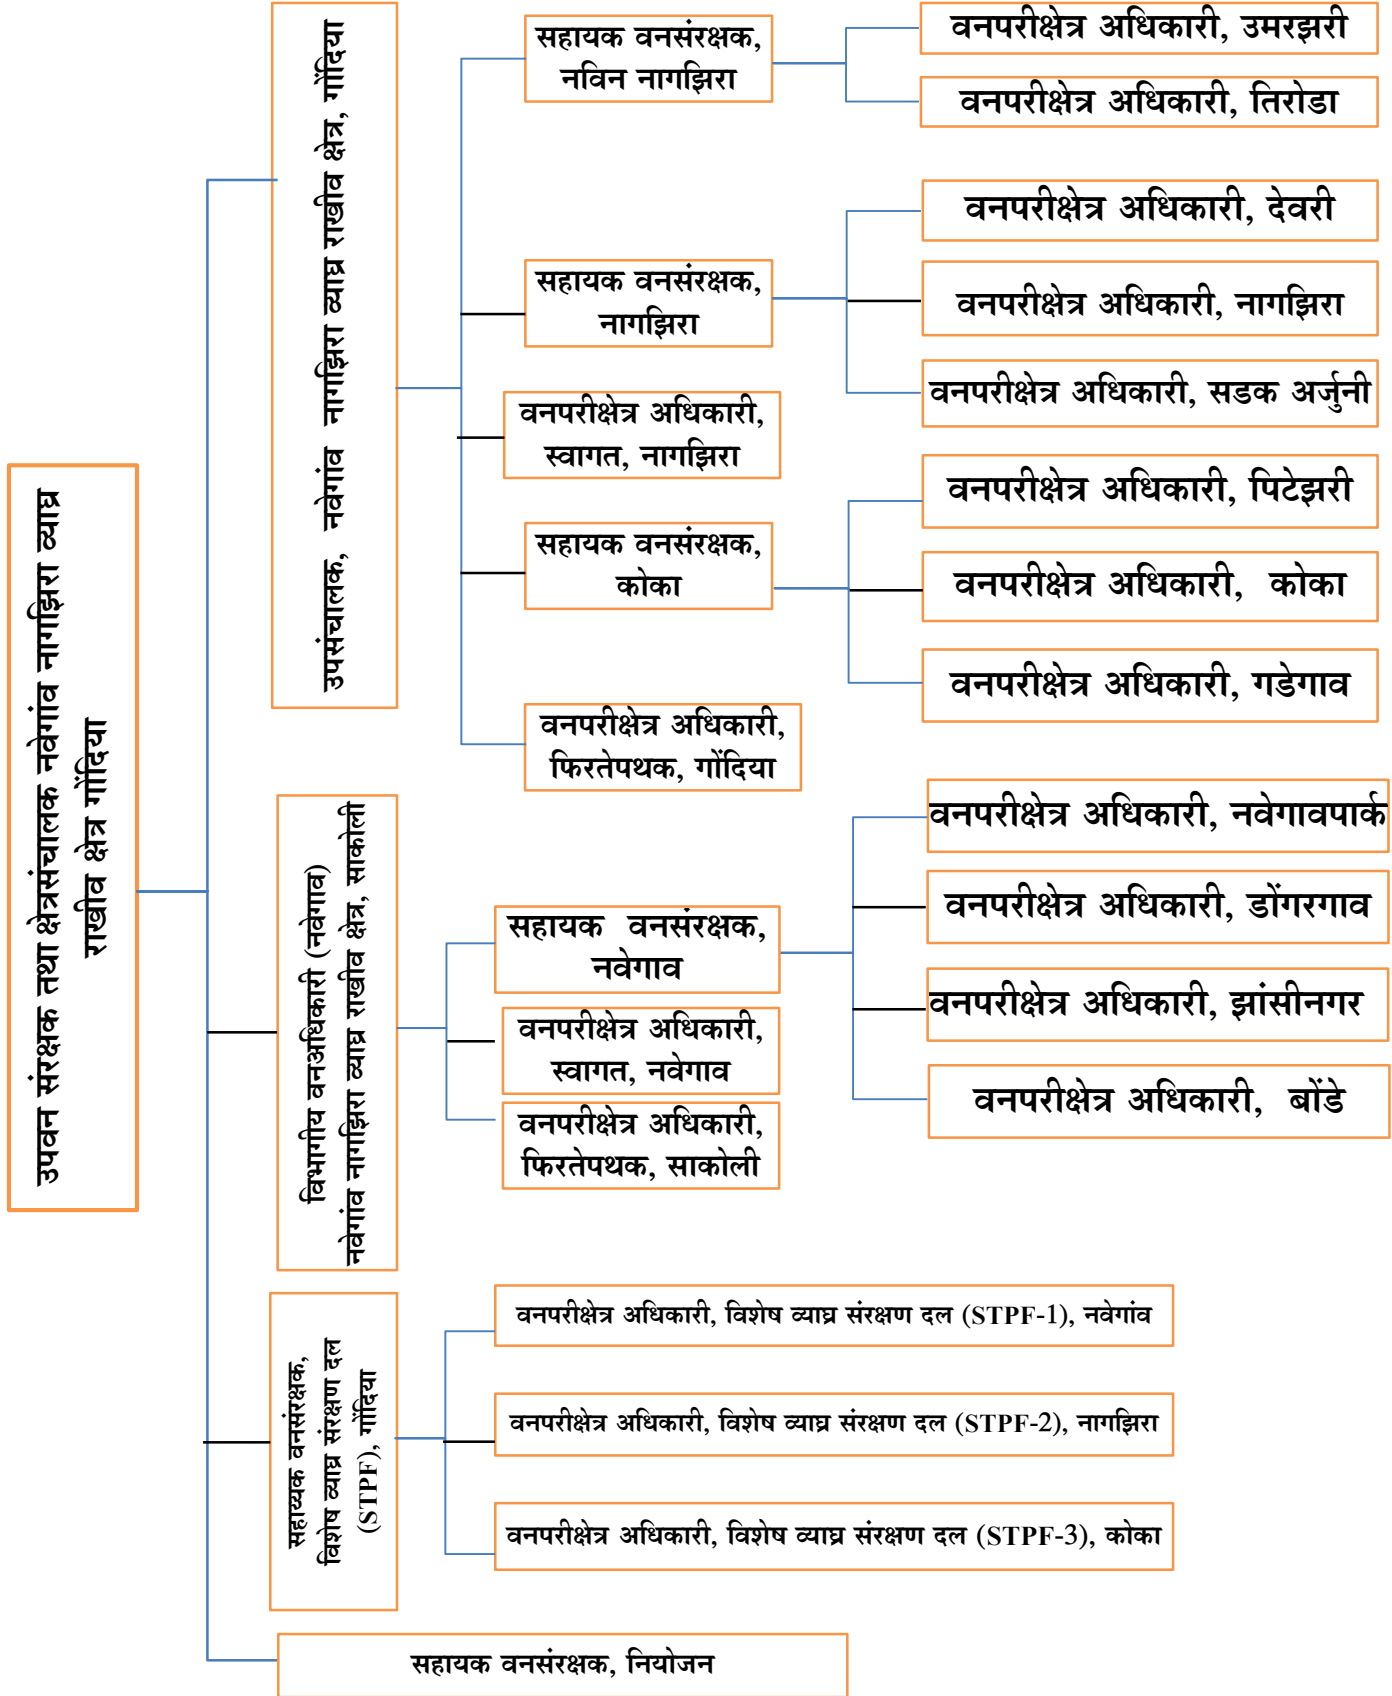 उपवन संरक्षक तथा क्षेत्रसंचालक नवेगांव नागझिरा व्याघ्र
राखीव क्षेत्र गोंदिया
उपसंचालक, नवेगांव नागझिरा व्याघ्र राखीव क्षेत्र, गोंदिया
सहायक वनसंरक्षक,
नविन नागझिरा
वनपरीक्षेत्र अधिकारी, उमरझरी
वनपरीक्षेत्र अधिकारी, तिरोडा
सहायक वनसंरक्षक,
नागझिरा
वनपरीक्षेत्र अधिकारी, देवरी
वनपरीक्षेत्र अधिकारी, नागझिरा
वनपरीक्षेत्र अधिकारी, सडक अर्जुनी
वनपरीक्षेत्र अधिकारी,
स्वागत, नागझिरा
सहायक वनसंरक्षक,
कोका
वनपरीक्षेत्र अधिकारी, पिटेझरी
वनपरीक्षेत्र अधिकारी, कोका
वनपरीक्षेत्र अधिकारी, गडेगाव
वनपरीक्षेत्र अधिकारी,
फिरतेपथक, गोंदिया
विभागीय वनअधिकारी (नवेगाव)
नवेगांव नागझिरा व्याघ्र राखीव क्षेत्र, साकोली
सहायक वनसंरक्षक,
नवेगाव
वनपरीक्षेत्र अधिकारी, नवेगावपार्क
वनपरीक्षेत्र अधिकारी, डोंगरगाव
वनपरीक्षेत्र अधिकारी, झांसीनगर
वनपरीक्षेत्र अधिकारी, बोंडे
वनपरीक्षेत्र अधिकारी,
स्वागत, नवेगाव
वनपरीक्षेत्र अधिकारी,
फिरतेपथक, साकोली
सहाय्यक वनसंरक्षक,
विशेष व्याघ्र संरक्षण दल
(STPF), गोंदिया
वनपरीक्षेत्र अधिकारी, विशेष व्याघ्र संरक्षण दल (STPF-1), नवेगांव
वनपरीक्षेत्र अधिकारी, विशेष व्याघ्र संरक्षण दल (STPF-2), नागझिरा
वनपरीक्षेत्र अधिकारी, विशेष व्याघ्र संरक्षण दल (STPF-3), कोका
सहायक वनसंरक्षक, नियोजन